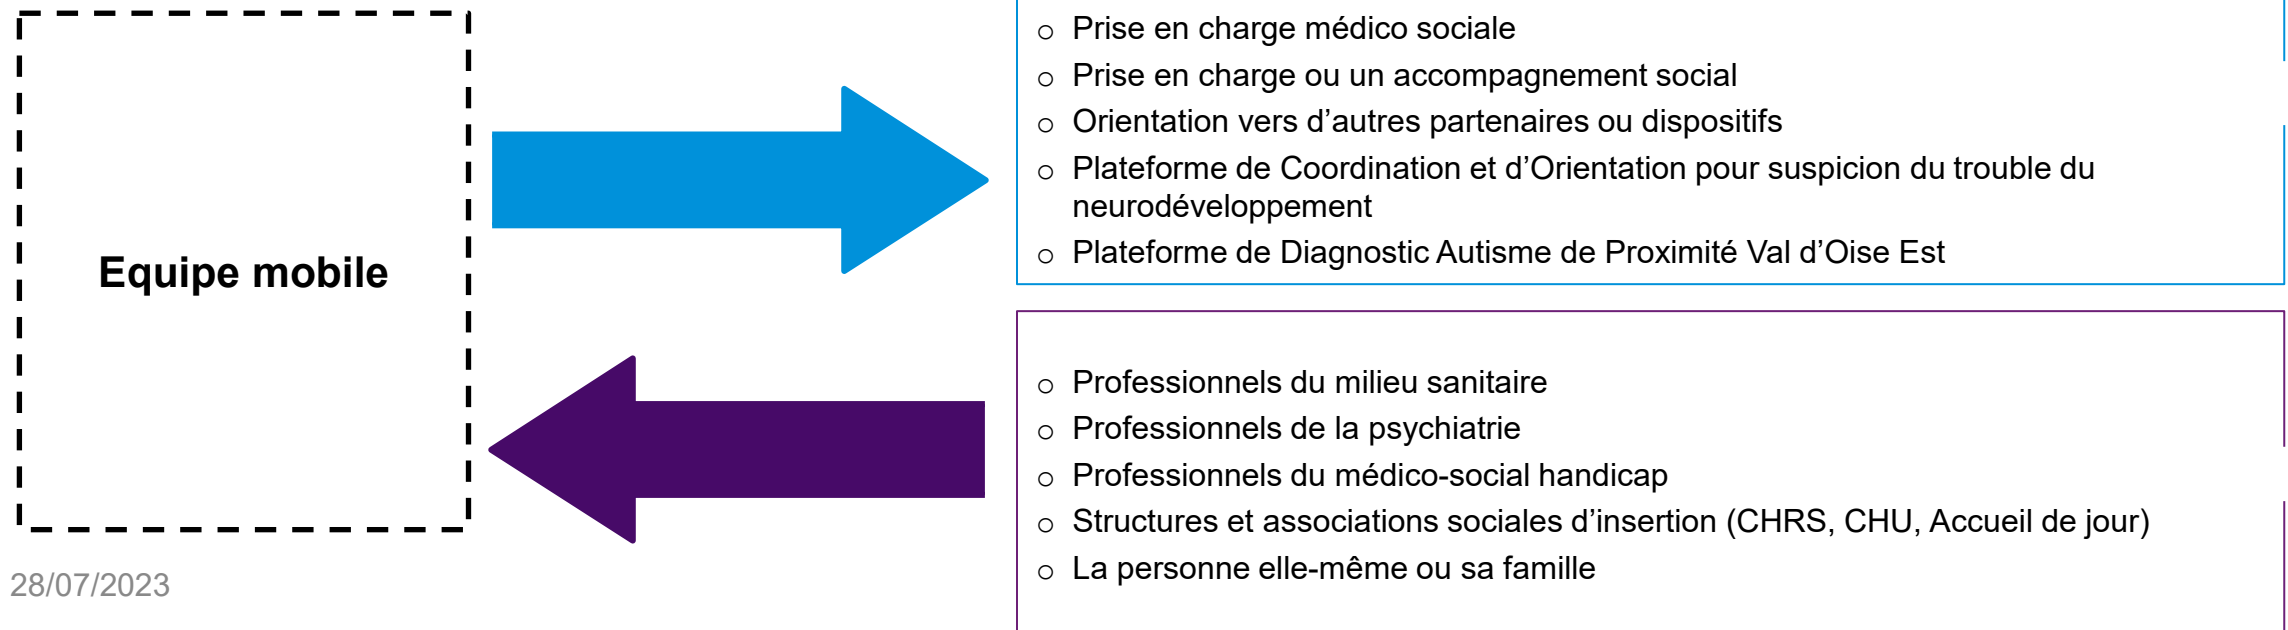 Equipe mobile
o Prise en charge médico sociale
o Prise en charge ou un accompagnement social
o Orientation vers d’autres partenaires ou dispositifs
o Plateforme de Coordination et d’Orientation pour suspicion du trouble du
neurodéveloppement
o Plateforme de Diagnostic Autisme de Proximité Val d’Oise Est
o Professionnels du milieu sanitaire
o Professionnels de la psychiatrie
o Professionnels du médico-social handicap
o Structures et associations sociales d’insertion (CHRS, CHU, Accueil de jour)
o La personne elle-même ou sa famille
28/07/2023